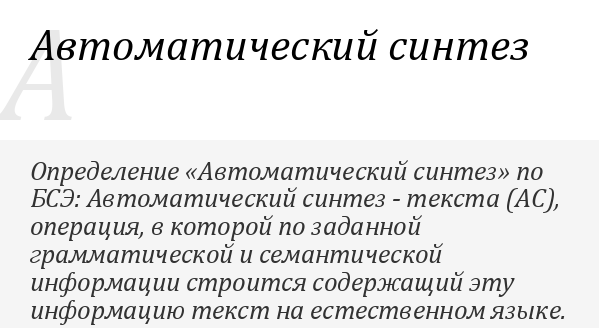 Автоматический синтез
А
Определение «Автоматический синтез» по
БСЭ: Автоматический синтез - текста (АС),
операция, в которой по заданной
грамматической и семантической
информации строится содержащий эту
информацию текст на естественном языке.